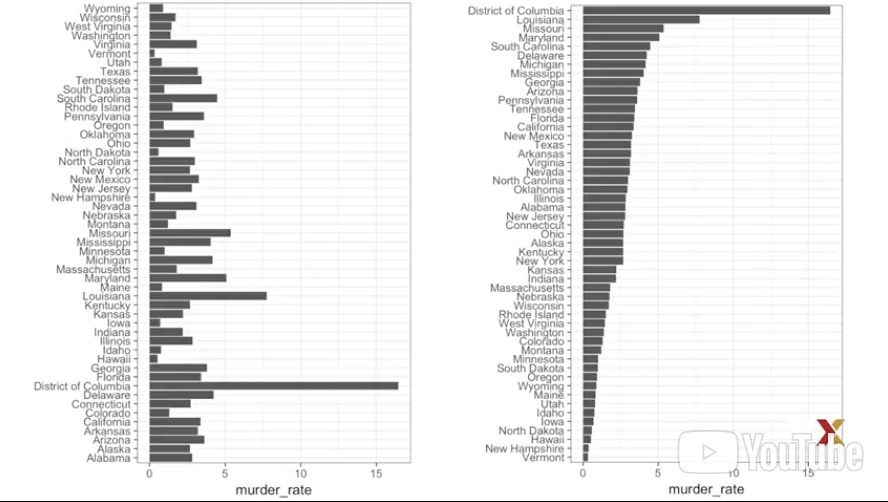 Wyoming
Wisconsin
West Virginia
Washington
Virginia
Vermont
Utah
Texas
Tennessee
South Dakota
South Carolina
Rhode Island
Pennsylvania
Oregon
Oklahoma
Ohio
North Dakota
North Carolina
New York
New Mexico
New Jersey
New Hampshire
Nevada
Nebraska
Montana
Missouri
Mississippi
Minnesota
Michigan
Massachusetts
Maryland
Maine
Louisiana
Kentucky
Kansas
Iowa
Indiana
Illinois
Idaho
Hawaii
Georgia
Florida
District of Columbia
Delaware
Connecticut
Colorado
California
Arkansas
Arizona
Alaska
Alabama
0 5 10 15
murder_rate
District of Columbia
Louisiana
Missouri
Maryland
South Carolina
Delaware
Michigan
Mississippi
Georgia
Arizona
Pennsylvania
Tennessee
Florida
California
New Mexico
Texas
Arkansas
Virginia
Nevada
North Carolina
Oklahoma
Illinois
Alabama
New Jersey
Connecticut
Ohio
Alaska
Kentucky
New York
Kansas
Indiana
Massachusetts
Nebraska
Wisconsin
Rhode Island
West Virginia
Washington
Colorado
Montana
Minnesota
South Dakota
Oregon
Wyoming
Maine
Utah
Idaho
Iowa
North Dakota
Hawaii
New Hampshire
Vermont
0 5 10 15
murder_rate
X
YouTube